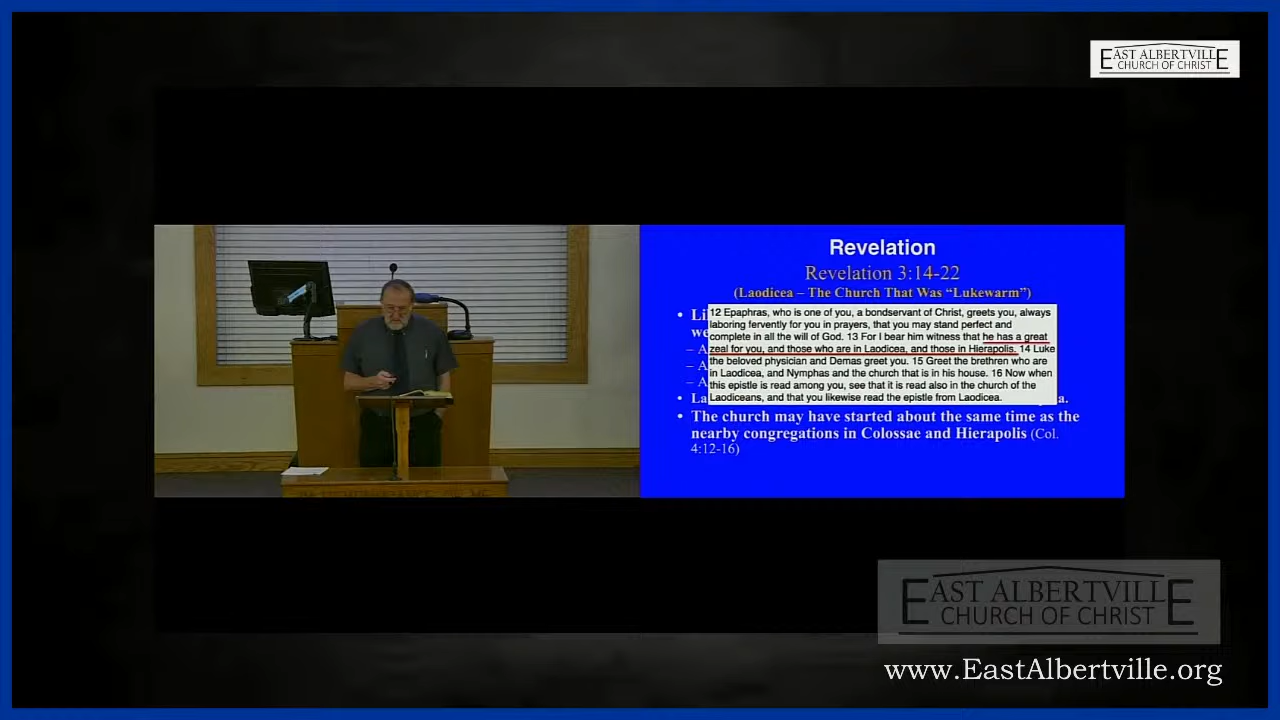 EAST ALBERTVILLE
CHURCH OF CHRIST
Revelation
Revelation 3:14-22
(Laodicea – The Church That Was “Lukewarm”)
12 Epaphras, who is one of you, a bondservant of Christ, greets you, always
laboring fervently for you in prayers, that you may stand perfect and
complete in all the will of God. 13 For I bear him witness that he has a great
zeal for you, and those who are in Laodicea, and those in Hierapolis. 14 Luke
the beloved physician and Demas greet you. 15 Greet the brethren who are
in Laodicea, and Nymphas and the church that is in his house. 16 Now when
this epistle is read among you, see that it is read also in the church of the
Laodiceans, and that you likewise read the epistle from Laodicea.
• The church may have started about the same time as the
nearby congregations in Colossae and Hierapolis (Col.
4:12-16)
EAST ALBERTVILLE
CHURCH OF CHRIST
www.EastAlbertville.org